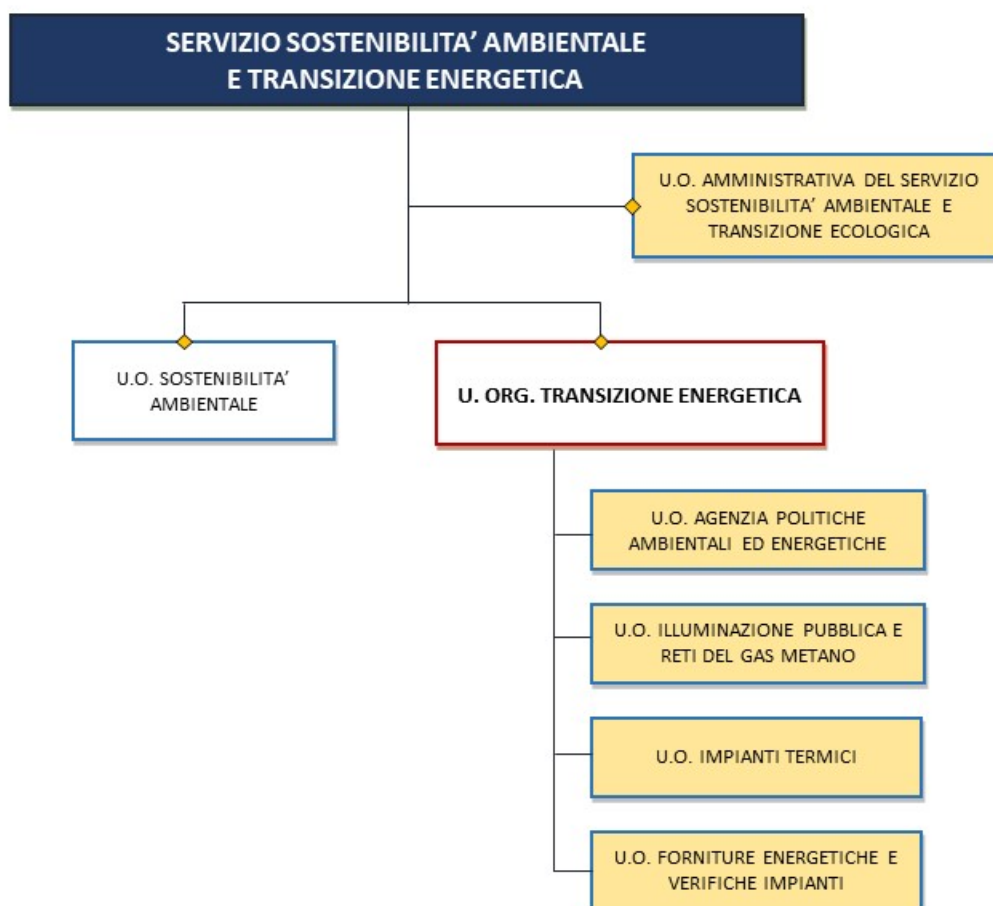 SERVIZIO SOSTENIBILITA’ AMBIENTALE
E TRANSIZIONE ENERGETICA
U.O. AMMINISTRATIVA DEL SERVIZIO
SOSTENIBILITA’ AMBIENTALE E
TRANSIZIONE ECOLOGICA
U.O. SOSTENIBILITA’
AMBIENTALE
U. ORG. TRANSIZIONE ENERGETICA
U.O. AGENZIA POLITICHE
AMBIENTALI ED ENERGETICHE
U.O. ILLUMINAZIONE PUBBLICA E
RETI DEL GAS METANO
U.O. IMPIANTI TERMICI
U.O. FORNITURE ENERGETICHE E
VERIFICHE IMPIANTI